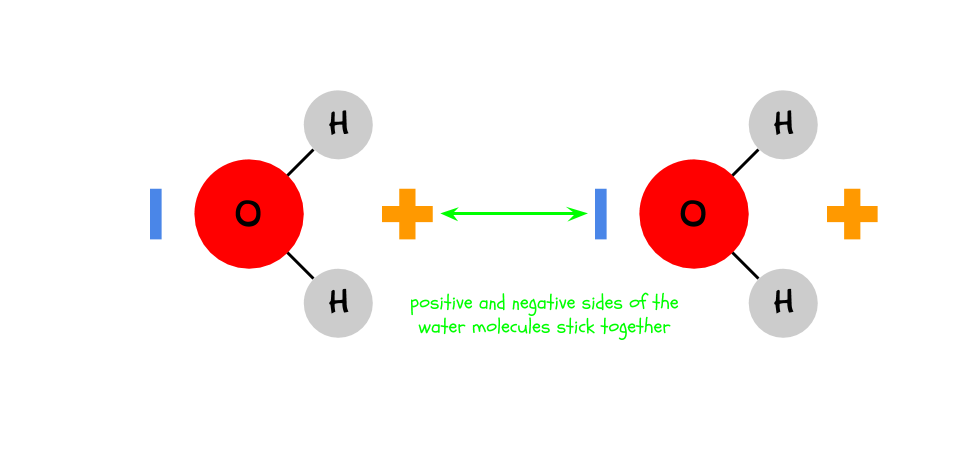 H
H
O
O
H
H
positive and negative sides of the
water molecules stick together